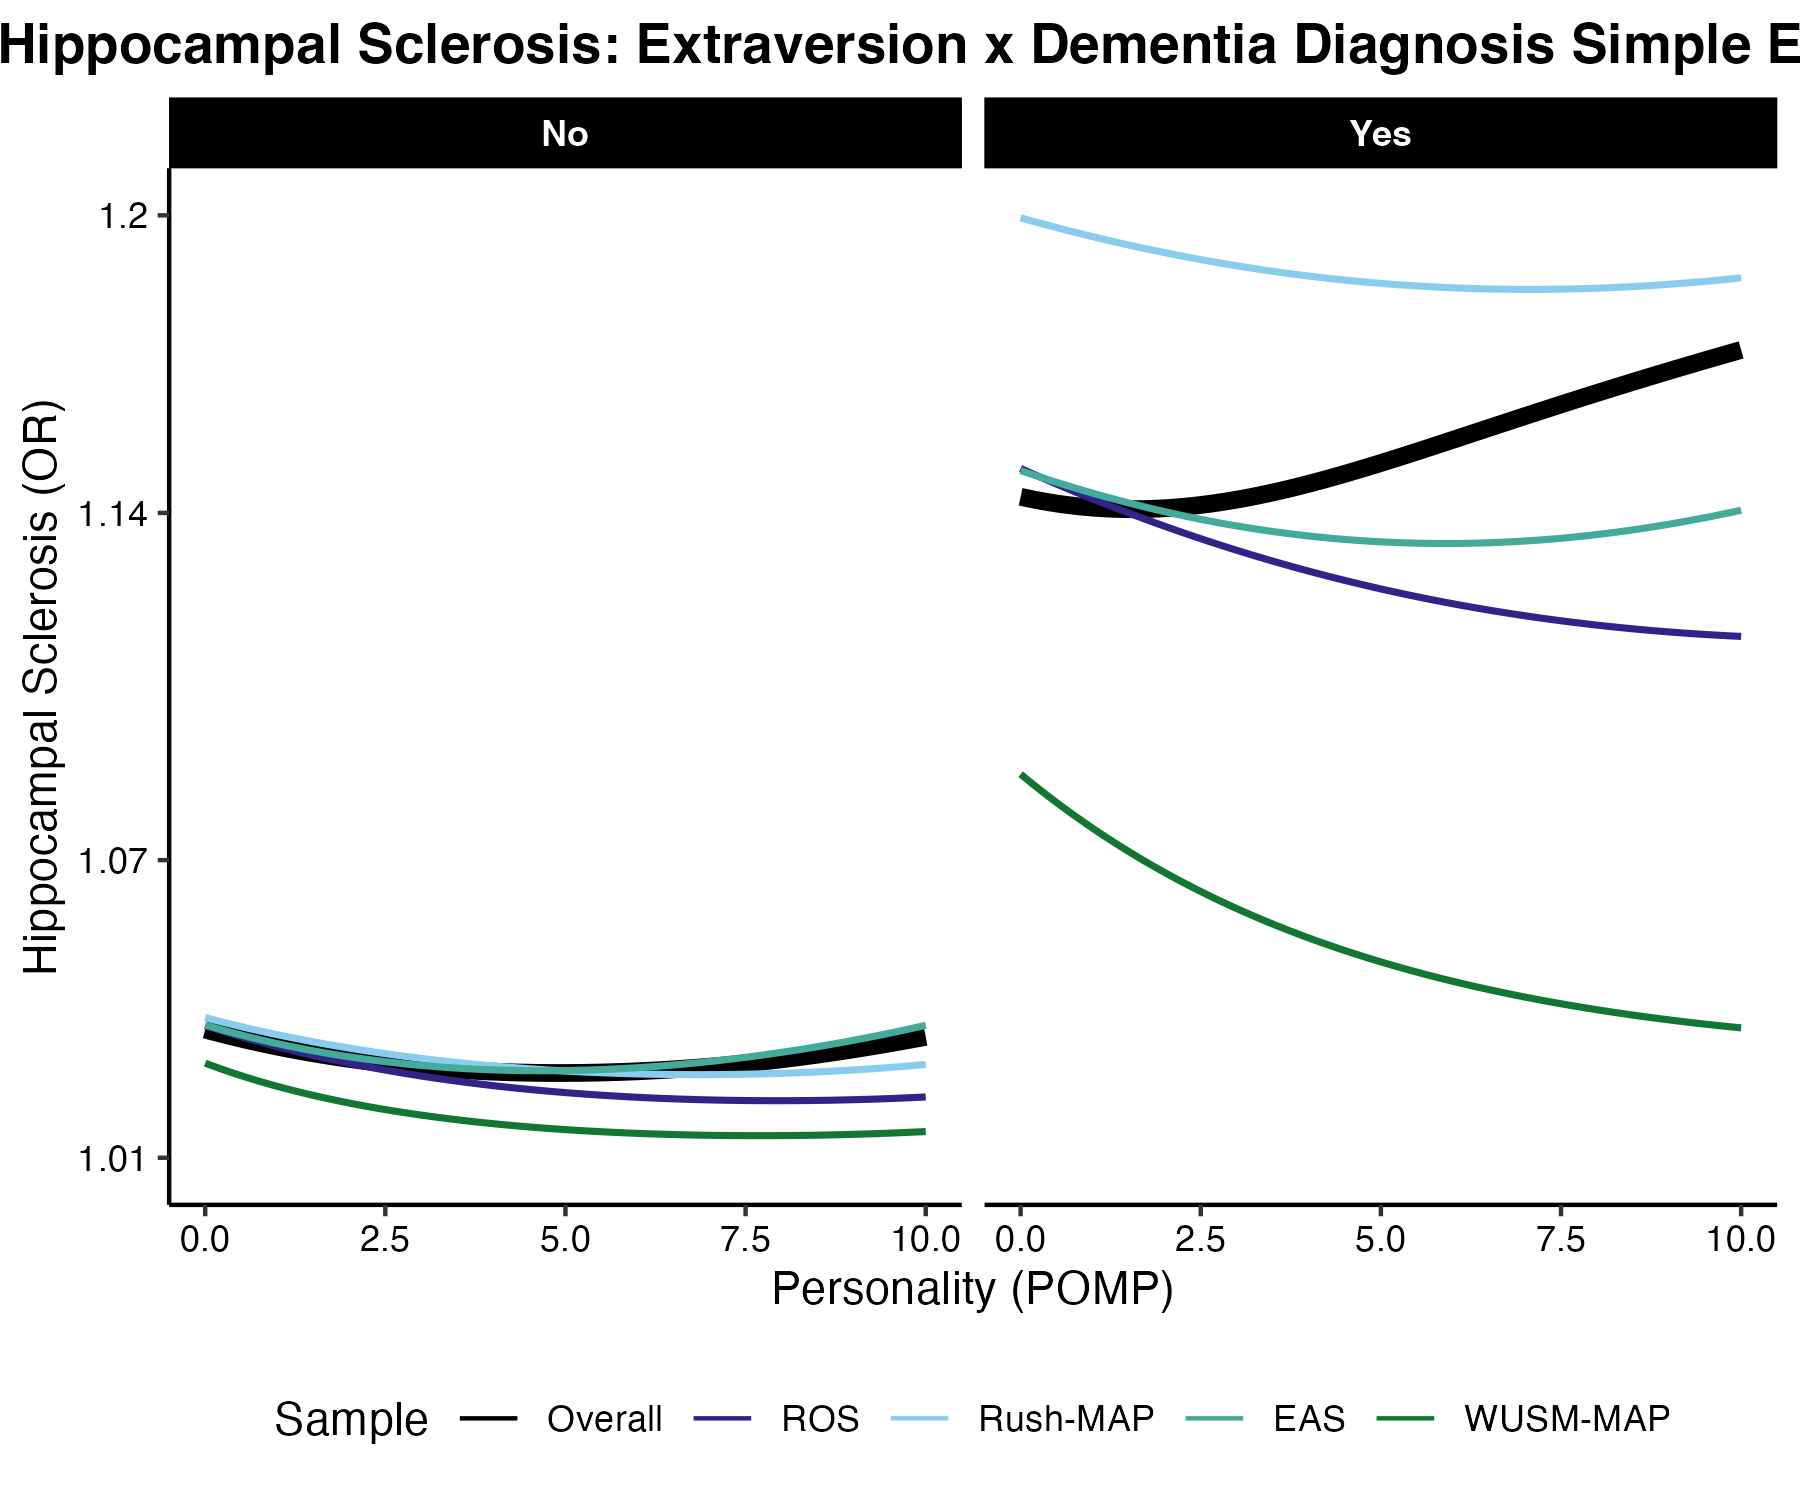 Hippocampal Sclerosis: Extraversion x Dementia Diagnosis Simple E
No
Yes
Hippocampal Sclerosis (OR)
1.2
1.14
1.07
1.01
0.0 2.5 5.0 7.5 10.0
0.0 2.5 5.0 7.5 10.0
Personality (POMP)
Sample Overall ROS Rush-MAP EAS WUSM-MAP